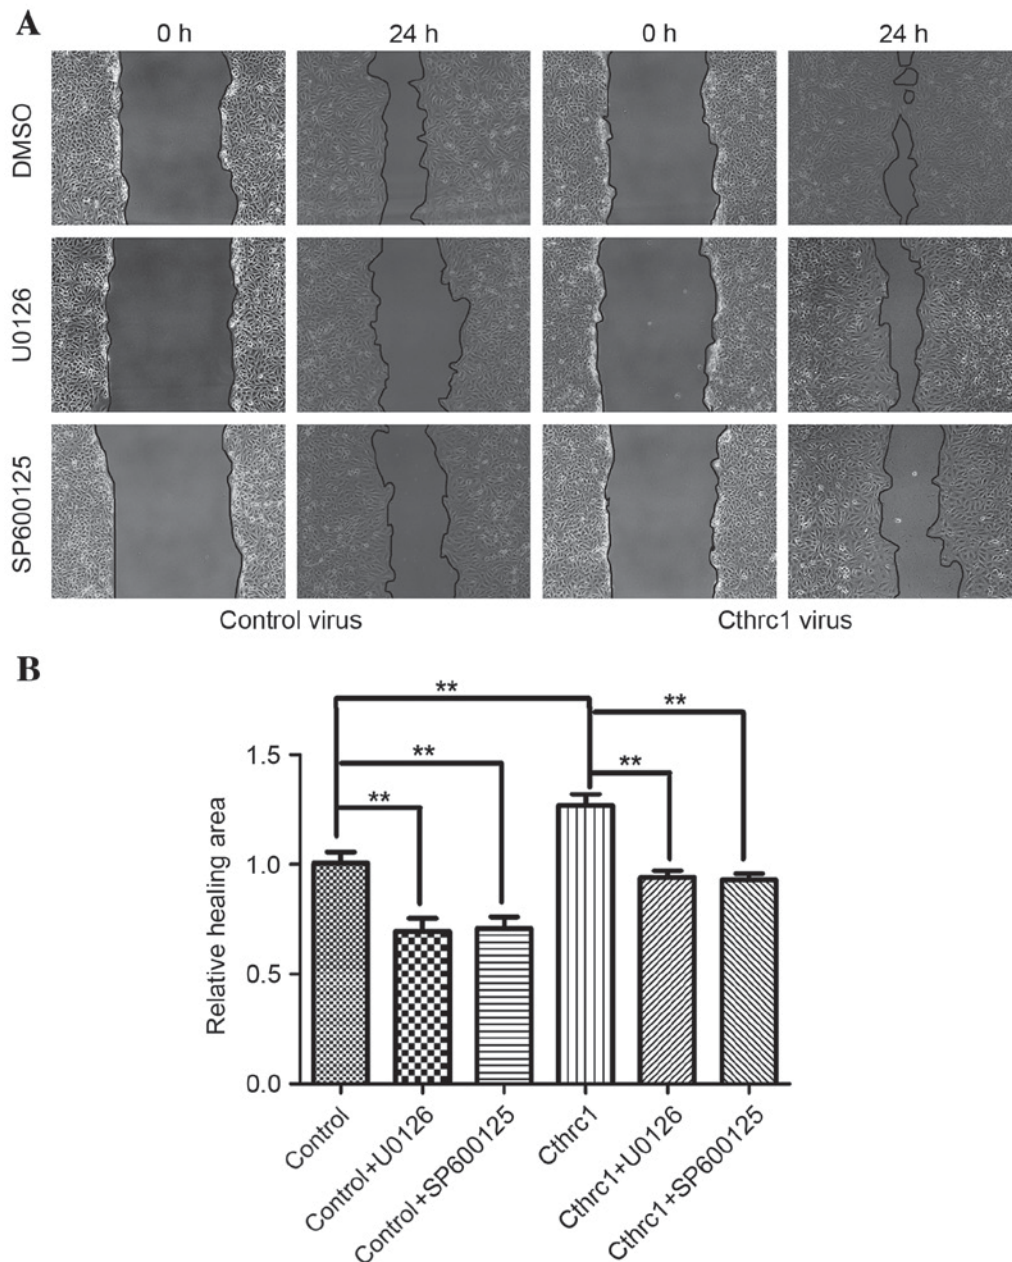 A
0 h 24 h 0 h 24 h
DMSO
U0126
SP600125
Control virus Cthrc1 virus
B
**
**
**
**
**
Relative healing area
1.5
1.0
0.5
0.0
Control
Control+U0126
Control+SP600125
Cthrc1
Cthrc1+U0126
Cthrc1+SP600125